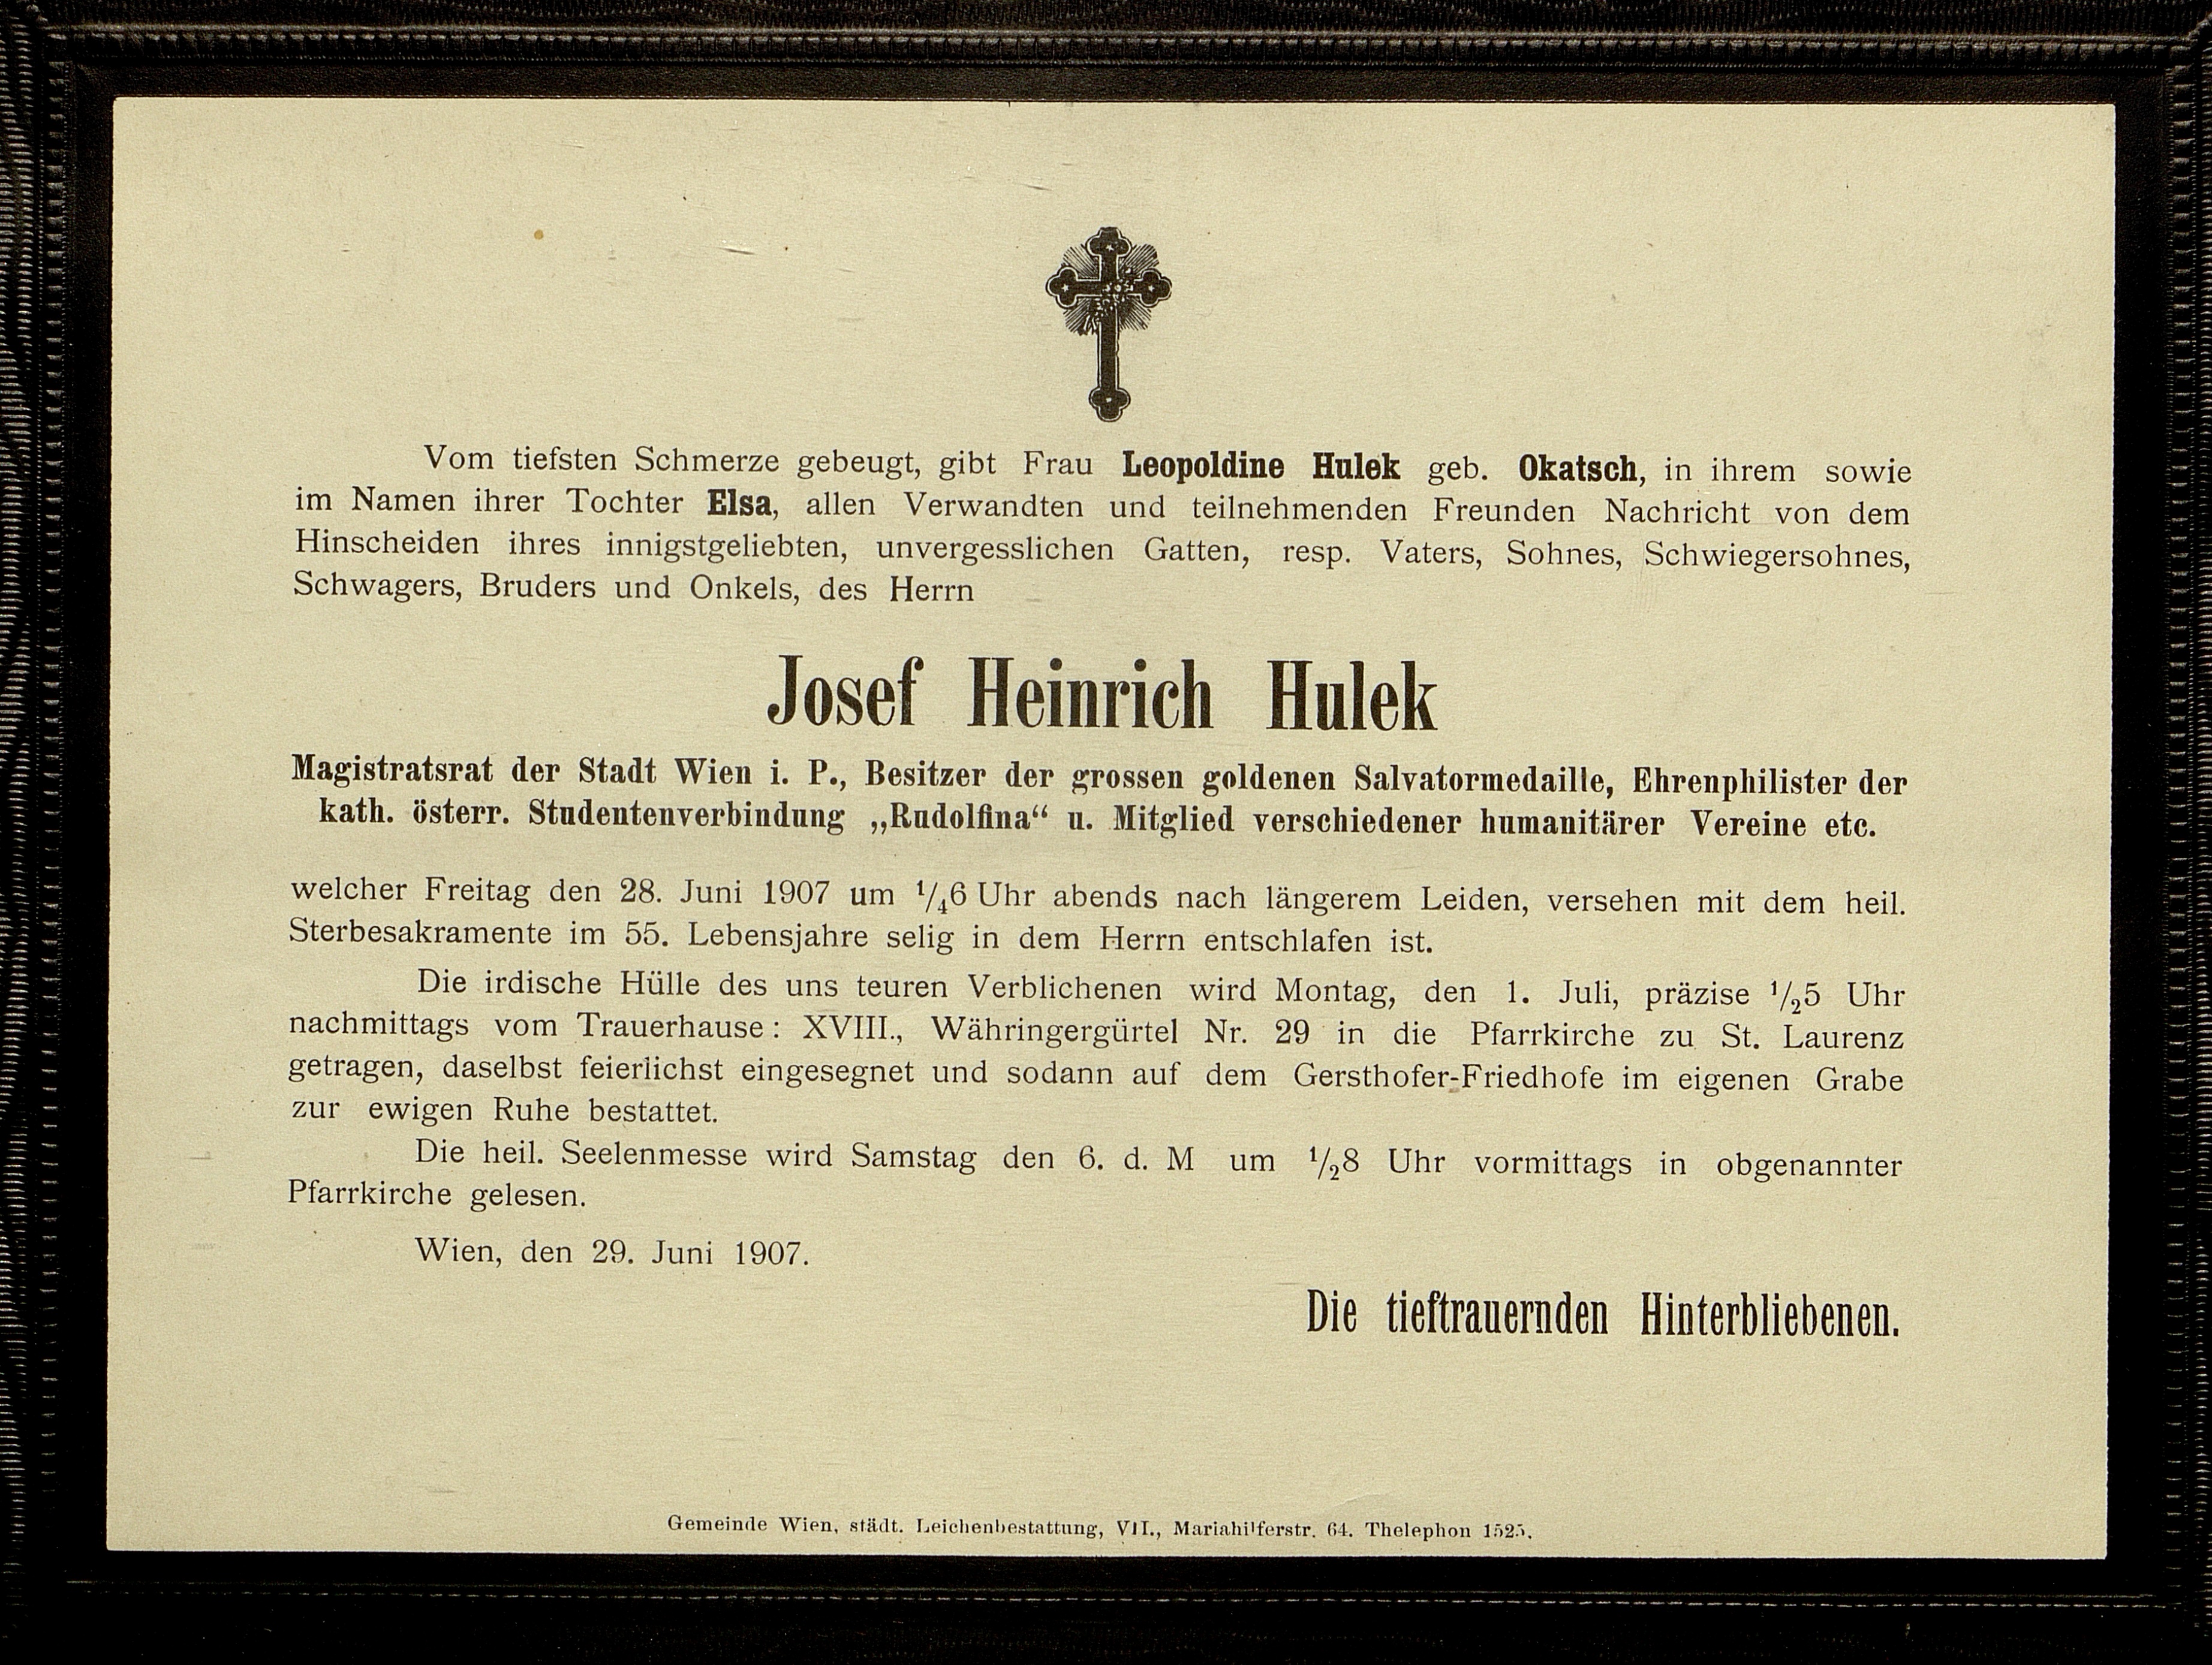 Vom tiefsten Schmerze gebeugt, gibt Frau Leopoldine Hulek geb. Okatsch, in ihrem sowie
im Namen ihrer Tochter Elsa, allen Verwandten und teilnehmenden Freunden Nachricht von dem
Hinscheiden ihres innigstgeliebten, unvergesslichen Gatten, resp. Vaters, Sohnes, Schwiegersohnes,
Schwagers, Bruders und Onkels, des Herrn
Josef Heinrich Hulek
Magistratsrat der Stadt Wien i. P., Besitzer der grossen goldenen Salvatormedaille, Ehrenphilister der
kath. österr. Studentenverbindung „Rudolfina“ u. Mitglied verschiedener humanitärer Vereine etc.
welcher Freitag den 28. Juni 1907 um 1/46 Uhr abends nach längerem Leiden, versehen mit dem heil.
Sterbesakramente im 55. Lebensjahre selig in dem Herrn entschlafen ist.
Die irdische Hülle des uns teuren Verblichenen wird Montag, den 1. Juli, präzise 1/25 Uhr
nachmittags vom Trauerhause: XVIII., Währingergürtel Nr. 29 in die Pfarrkirche zu St. Laurenz
getragen, daselbst feierlichst eingesegnet und sodann auf dem Gersthofer-Friedhofe im eigenen Grabe
zur ewigen Ruhe bestattet.
Die heil. Seelenmesse wird Samstag den 6. d. M um 1/28 Uhr vormittags in obgenannter
Pfarrkirche gelesen.
Wien, den 29. Juni 1907.
Die tieftrauernden Hinterbliebenen.
Gemeinde Wien, städt. Leichenbestattung, VII., Mariahilferstr. 64. Thelephon 1525.